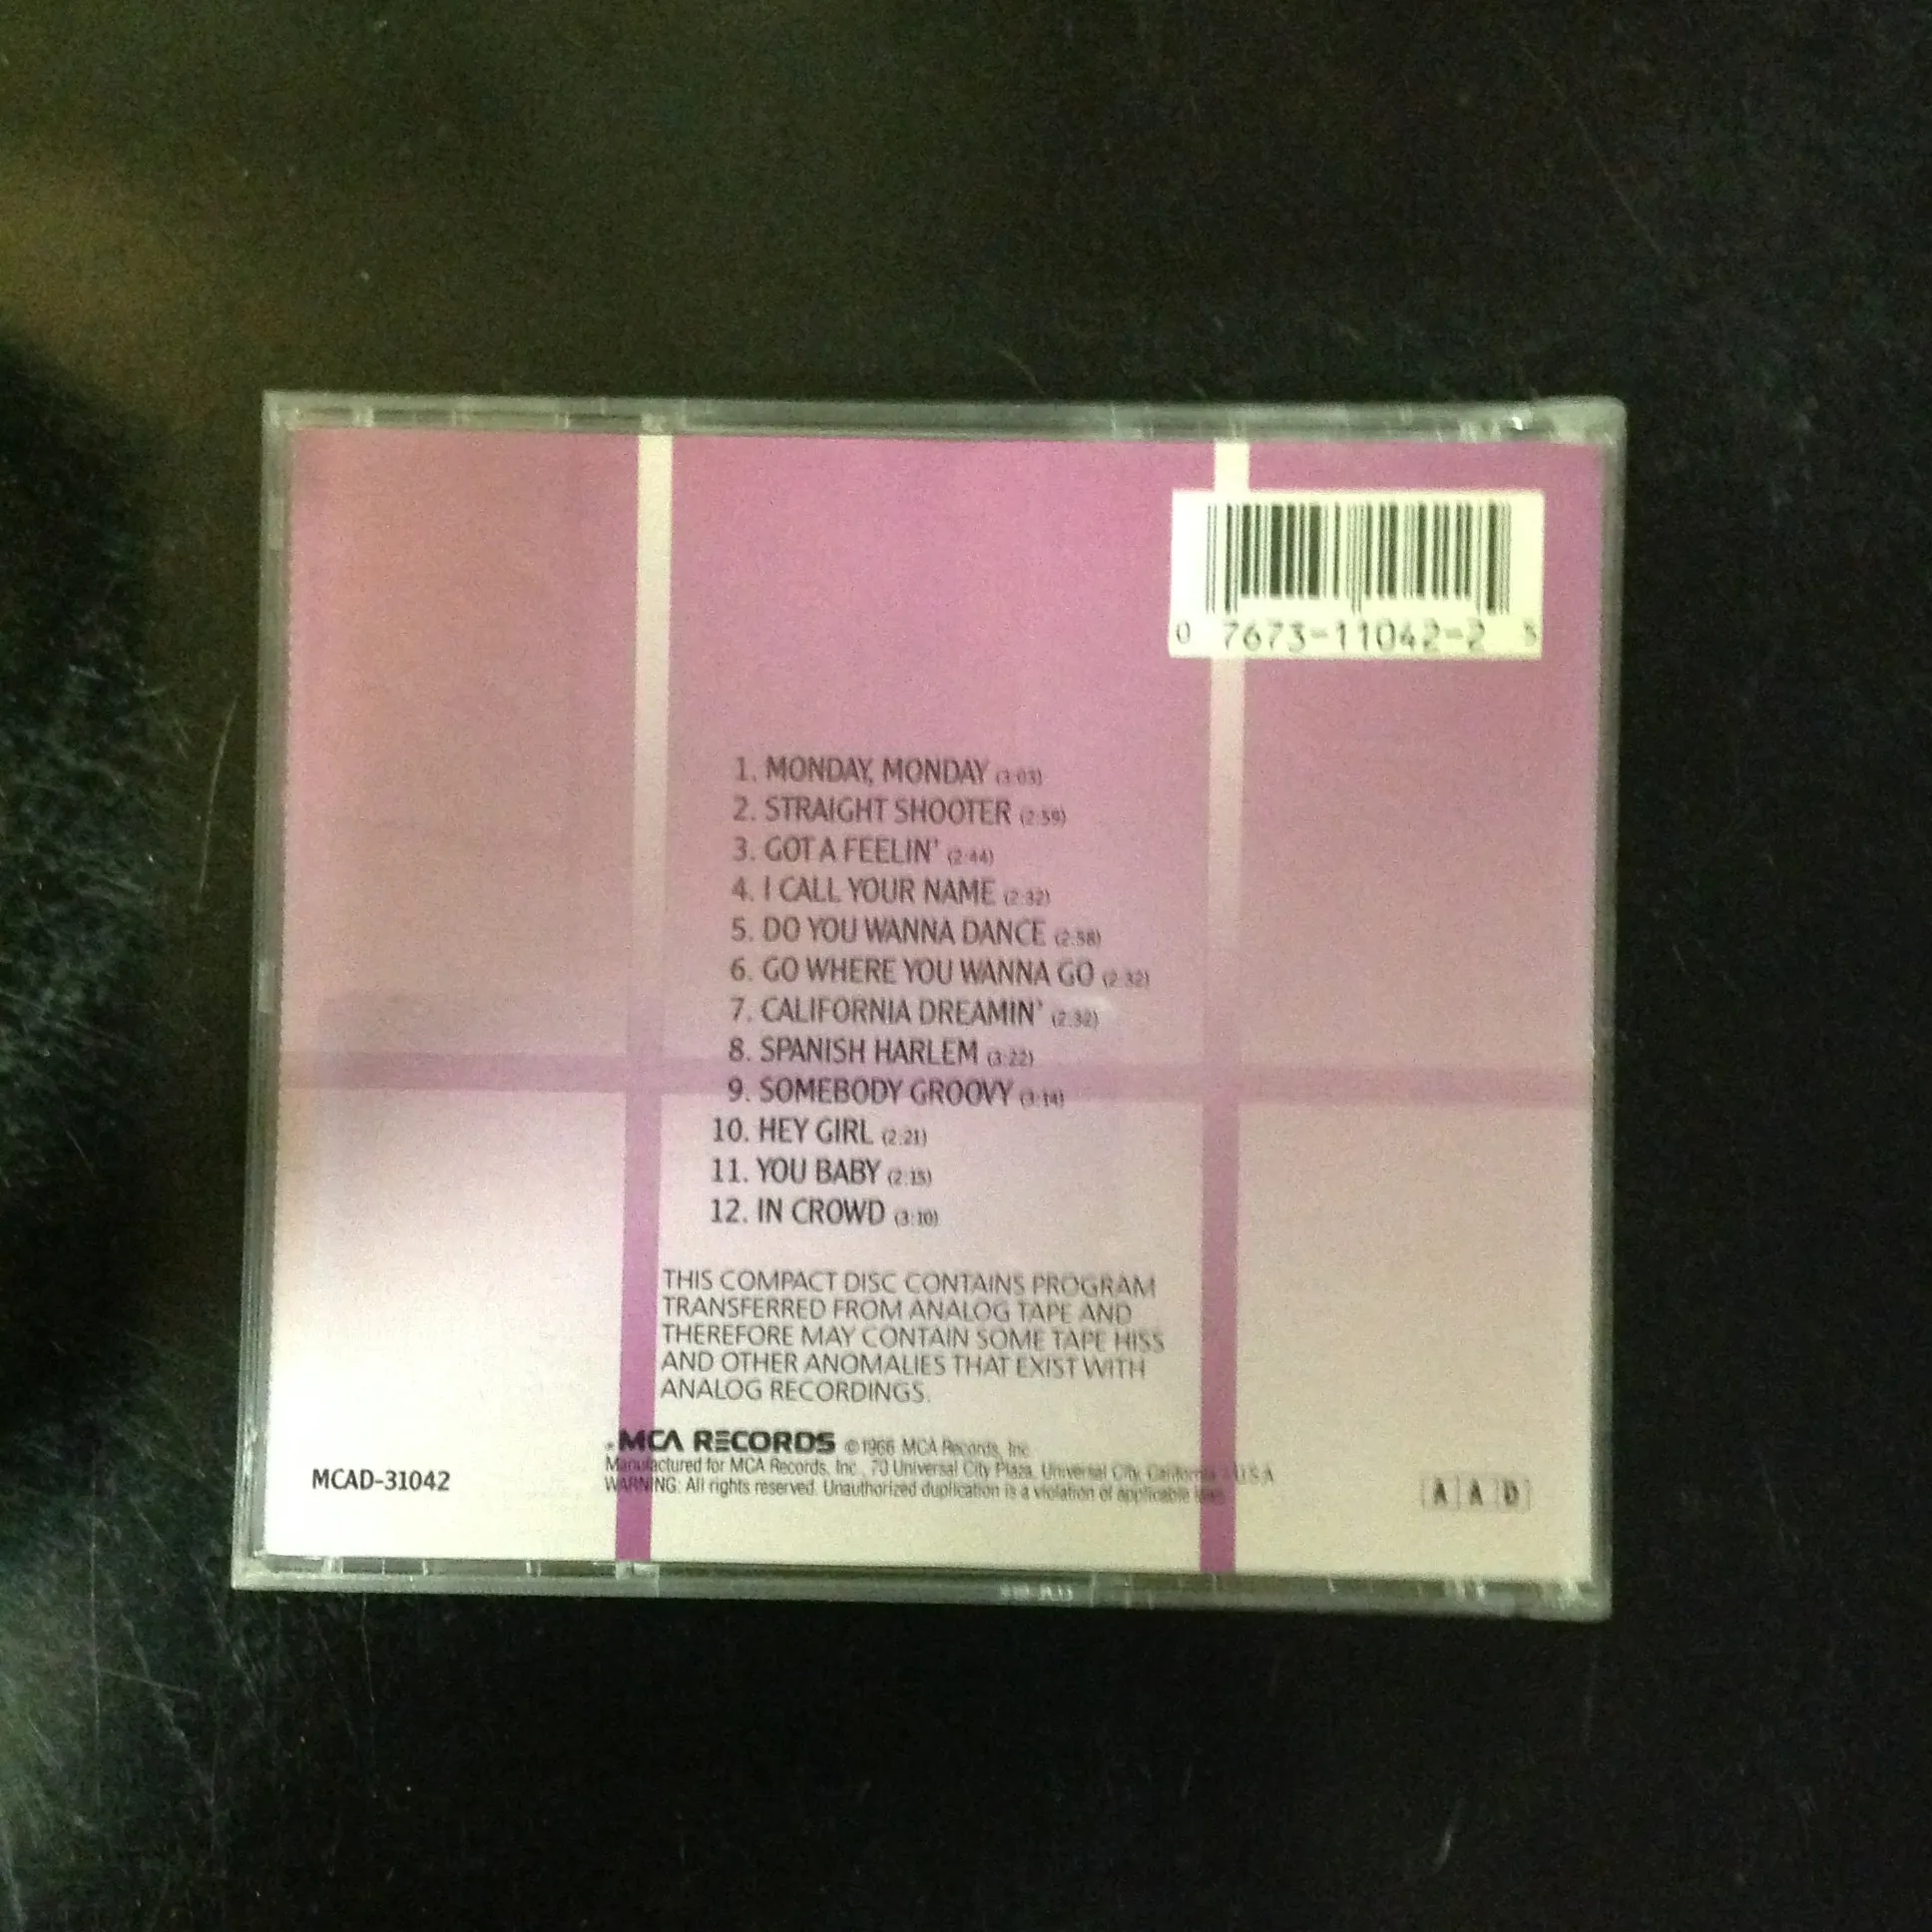 0 7673-11042-2 5
1. MONDAY, MONDAY (3:03)
2. STRAIGHT SHOOTER (2:59)
3. GOT A FEELIN' (2:44)
4. I CALL YOUR NAME (2:32)
5. DO YOU WANNA DANCE (2:58)
6. GO WHERE YOU WANNA GO (2:32)
7. CALIFORNIA DREAMIN' (2:32)
8. SPANISH HARLEM (3:22)
9. SOMEBODY GROOVY (3:14)
10. HEY GIRL (2:21)
11. YOU BABY (2:15)
12. IN CROWD (3:10)
THIS COMPACT DISC CONTAINS PROGRAM
TRANSFERRED FROM ANALOG TAPE AND
THEREFORE MAY CONTAIN SOME TAPE HISS
AND OTHER ANOMALIES THAT EXIST WITH
ANALOG RECORDINGS.
MCA RECORDS ©1966 MCA Records, Inc.
Manufactured for MCA Records, Inc., 70 Universal City Plaza, Universal City, California - U.S.A.
WARNING: All rights reserved. Unauthorized duplication is a violation of applicable laws.
MCAD-31042
A A D